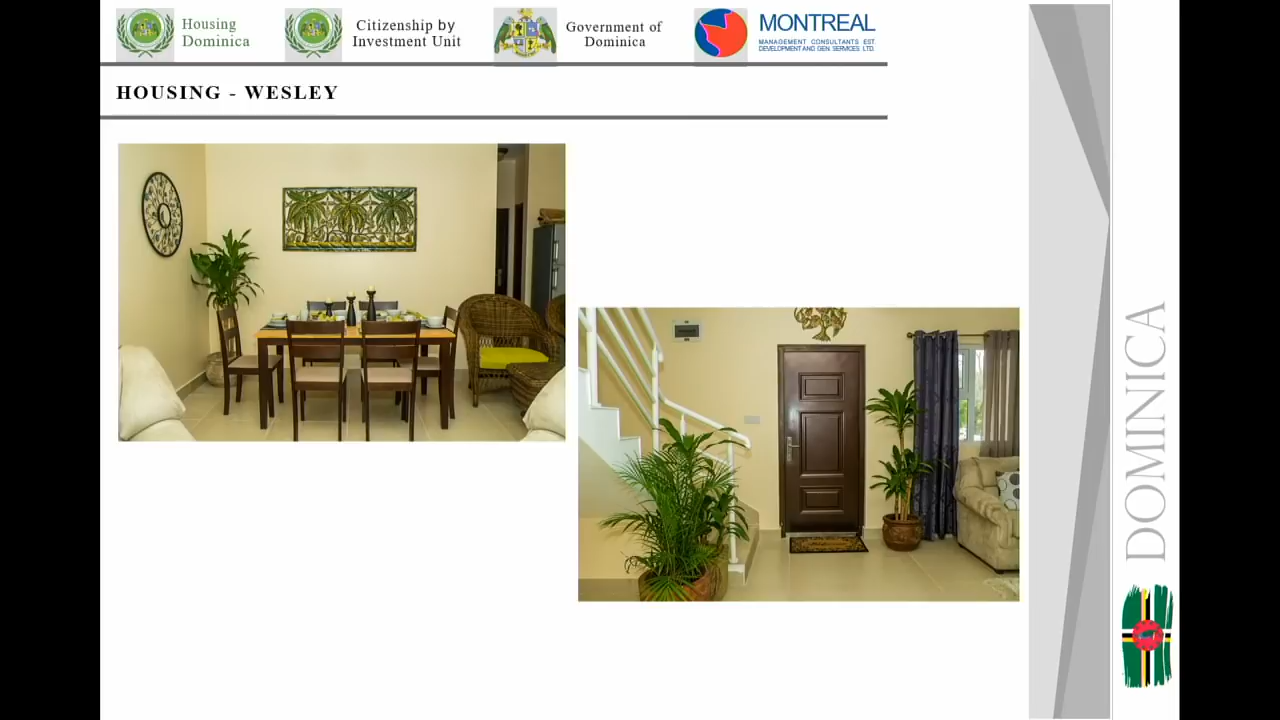 Housing
Dominica
Citizenship by
Investment Unit
Government of
Dominica
MONTREAL
MANAGEMENT CONSULTANTS EST.
DEVELOPMENT AND GEN SERVICES LTD.
HOUSING - WESLEY
DOMINICA